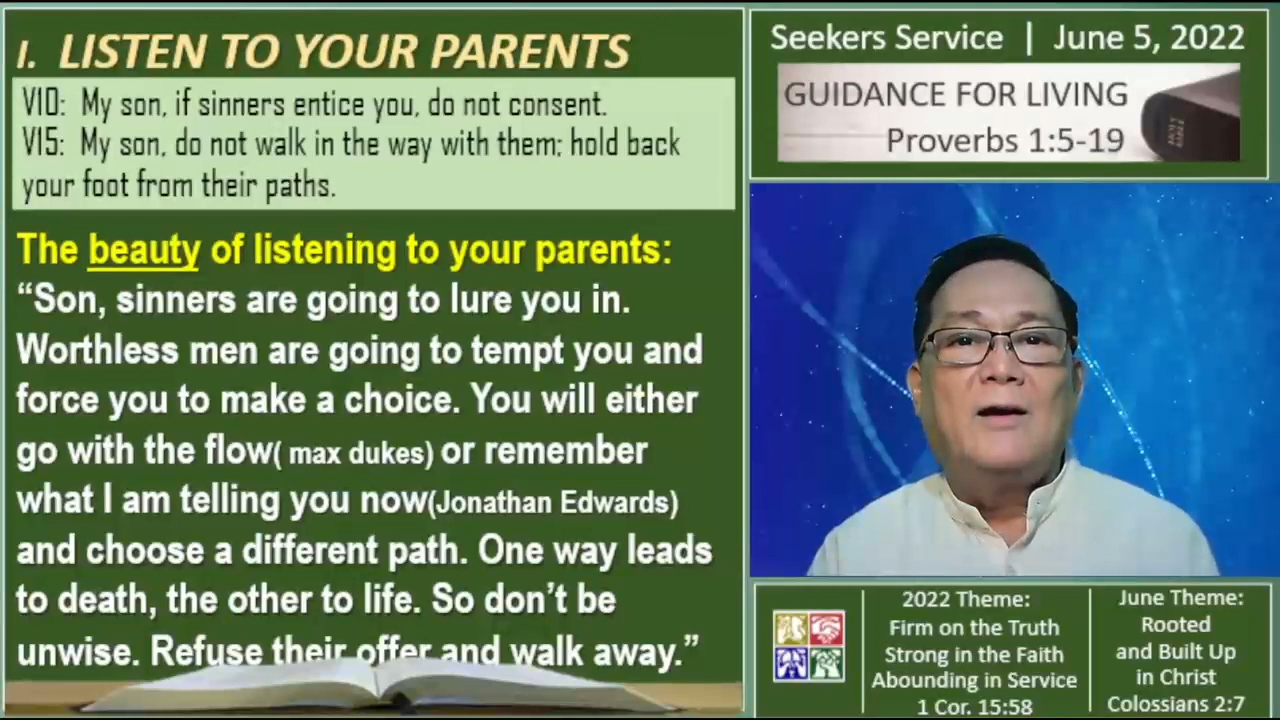 I. LISTEN TO YOUR PARENTS
V10: My son, if sinners entice you, do not consent.
V15: My son, do not walk in the way with them; hold back
your foot from their paths.
The beauty of listening to your parents:
“Son, sinners are going to lure you in.
Worthless men are going to tempt you and
force you to make a choice. You will either
go with the flow( max dukes) or remember
what I am telling you now(Jonathan Edwards)
and choose a different path. One way leads
to death, the other to life. So don’t be
unwise. Refuse their offer and walk away.”
Seekers Service | June 5, 2022
GUIDANCE FOR LIVING
Proverbs 1:5-19
HOLY
BIBLE
2022 Theme:
Firm on the Truth
Strong in the Faith
Abounding in Service
1 Cor. 15:58
June Theme:
Rooted
and Built Up
in Christ
Colossians 2:7